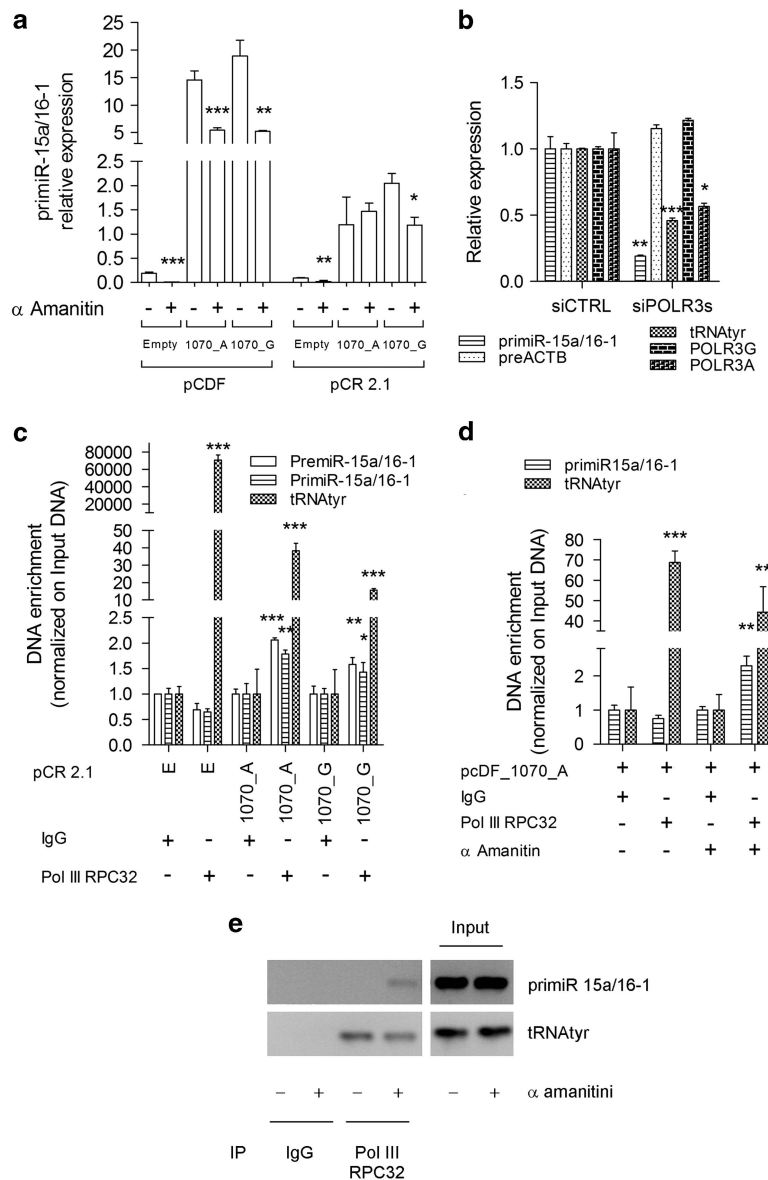 a
primiR-15a/16-1
relative expression
25
20
15
10
5
2.5
2.0
1.5
1.0
0.5
0.0
*** ** *** ** *
α Amanitin - + - + - + - + - + - +
Empty 1070_A 1070_G Empty 1070_A 1070_G
pCDF pCR 2.1
b
Relative expression
1.5
1.0
0.5
0.0
** *** *
siCTRL siPOLR3s
primiR-15a/16-1
preACTB
tRNAtyr
POLR3G
POLR3A
c
DNA enrichment
(normalized on Input DNA)
80000
60000
40000
20000
50
40
30
20
10
2.5
2.0
1.5
1.0
0.5
0.0
PremiR-15a/16-1
PrimiR-15a/16-1
tRNAtyr
*** *** ** *** ** * ***
pCR 2.1 E E 1070_A 1070_A 1070_G 1070_G
IgG + - + - + -
Pol III RPC32 - + - + - +
d
primiR15a/16-1
tRNAtyr
DNA enrichment
(normalized on Input DNA)
80
70
60
50
40
2
1
0
*** ** **
pcDF_1070_A + + + +
IgG + - + -
Pol III RPC32 - + - +
α Amanitin - - + +
e
Input
primiR 15a/16-1
tRNAtyr
- + - + - + α amanitini
IP IgG Pol III
RPC32